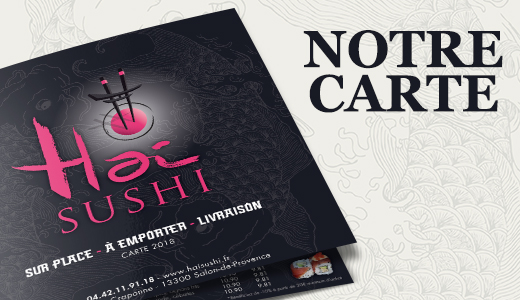 NOTRE
CARTE
Hai
SUSHI
SUR PLACE - À EMPORTER - LIVRAISON
CARTE 2018
04.42.11.91.18 - www.haisushi.fr
Craponne - 13300 Salon-de-Provence